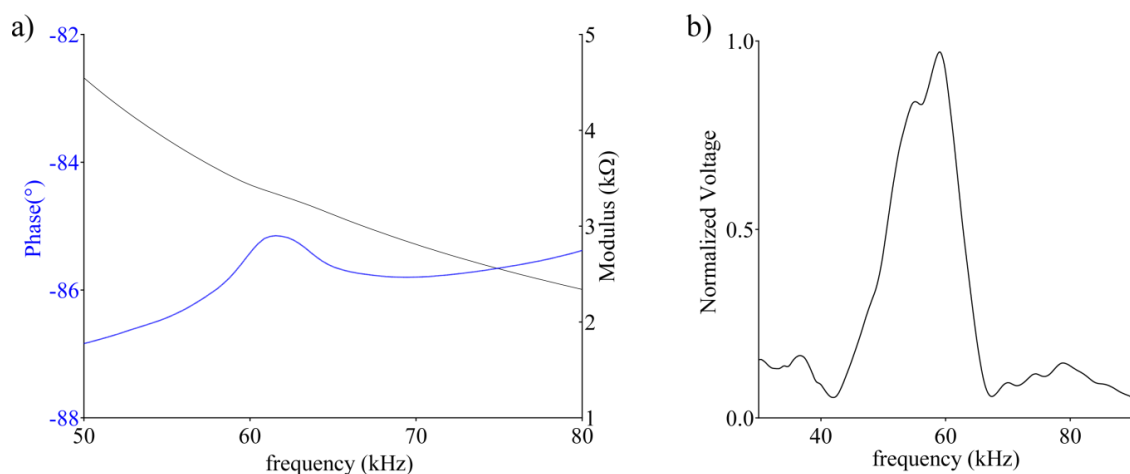 a)
-82
-84
-86
-88
Phase(°)
5
4
3
2
1
Modulus (kΩ)
50
60
70
80
frequency (kHz)
b)
1.0
0.5
0.0
Normalized Voltage
40
60
80
frequency (kHz)